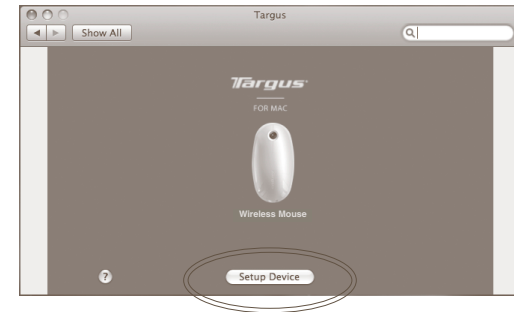 Targus
Show All
Targus
FOR MAC
Wireless Mouse
?
Setup Device